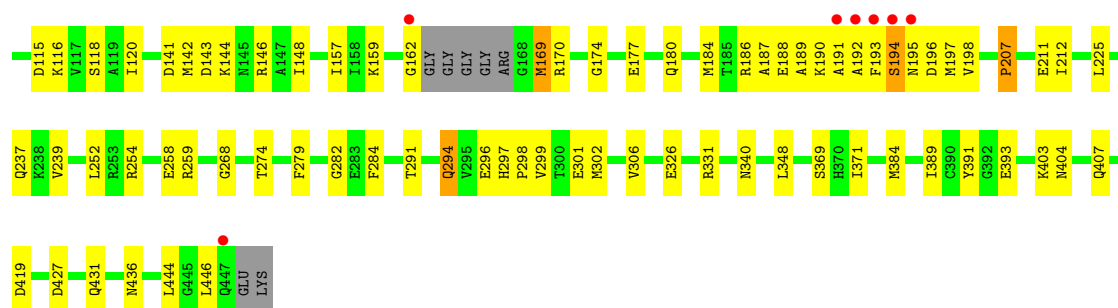 D115 K116 V117 S118 A119 I120 D141 M142 D143 K144 N145 R146 A147 I148 I157 I158 K159 G162 GLY GLY GLY GLY ARG G168 M169 R170 G174 E177 Q180 M184 T185 R186 A187 E188 A189 K190 A191 A192 F193 S194 N195 D196 M197 V198 P207 E211 I212 L225
Q237 K238 V239 L252 R253 R254 E258 R259 G268 T274 F279 G282 E283 F284 T291 Q294 V295 E296 H297 P298 V299 T300 E301 M302 V306 E326 R331 N340 L348 S369 H370 I371 M384 I389 C390 Y391 G392 E393 K403 N404 Q407
D419 D427 Q431 N436 L444 G445 L446 Q447 GLU LYS